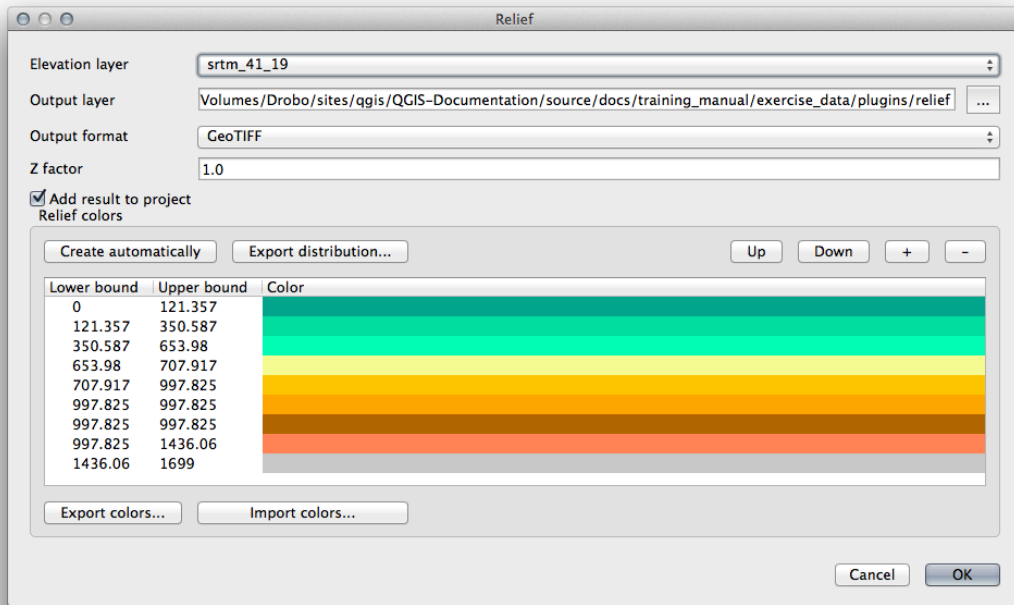 Relief
Elevation layer srtm_41_19
Output layer Volumes/Drobo/sites/qgis/QGIS-Documentation/source/docs/training_manual/exercise_data/plugins/relief ...
Output format GeoTIFF
Z factor 1.0
Add result to project
Relief colors
Create automatically Export distribution... Up Down + -
Lower bound Upper bound Color
0 121.357
121.357 350.587
350.587 653.98
653.98 707.917
707.917 997.825
997.825 997.825
997.825 997.825
997.825 1436.06
1436.06 1699
Export colors... Import colors...
Cancel OK